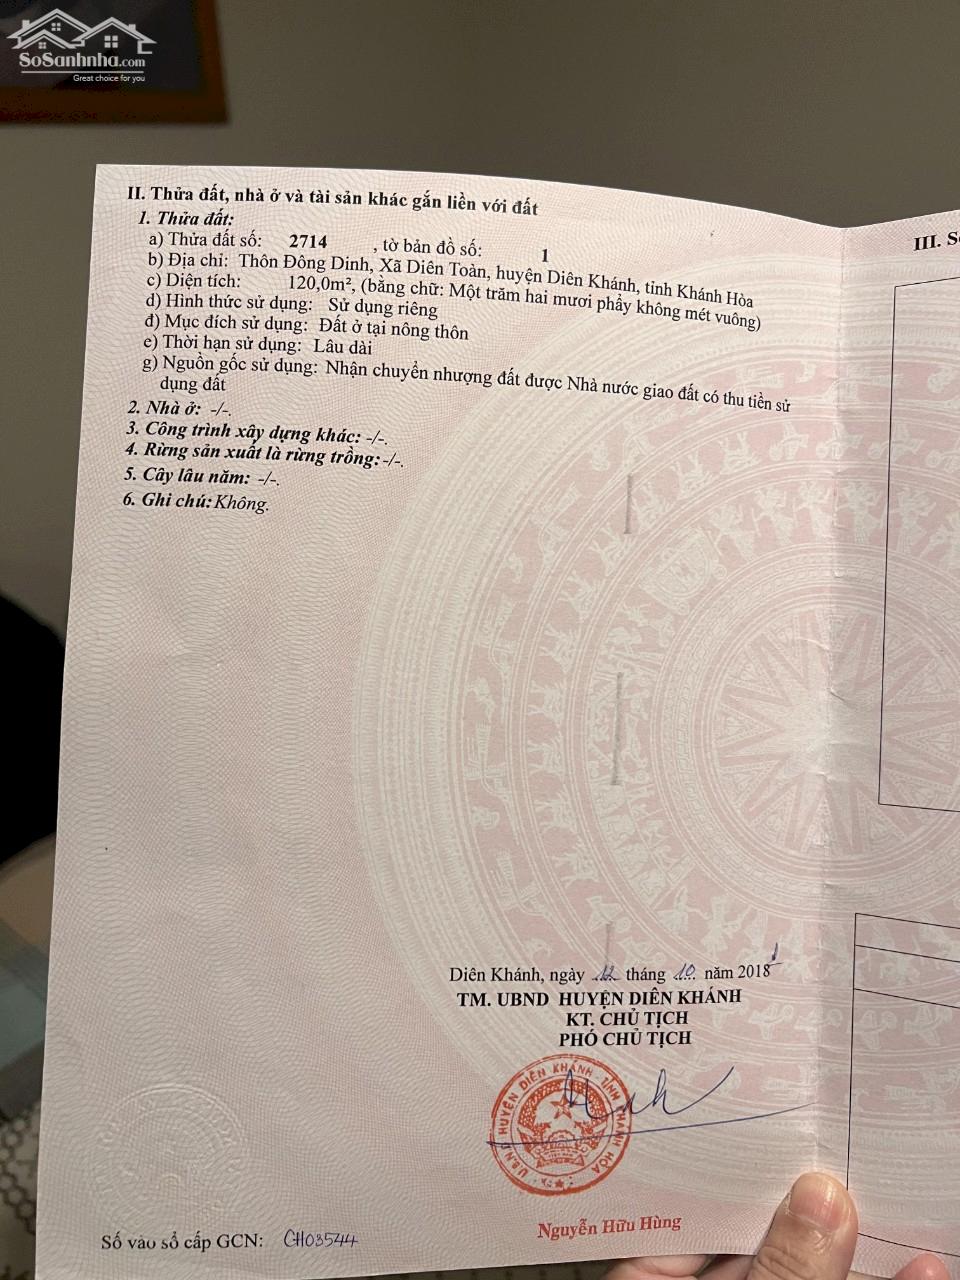 SoSanhnha.com
Great choice for you
II. Thửa đất, nhà ở và tài sản khác gắn liền với đất
1. Thửa đất:
a) Thửa đất số: 2714 , tờ bản đồ số: 1
b) Địa chỉ: Thôn Đông Dinh, Xã Diên Toàn, huyện Diên Khánh, tỉnh Khánh Hòa
c) Diện tích: 120,0m², (bằng chữ: Một trăm hai mươi phẩy không mét vuông)
d) Hình thức sử dụng: Sử dụng riêng
đ) Mục đích sử dụng: Đất ở tại nông thôn
e) Thời hạn sử dụng: Lâu dài
g) Nguồn gốc sử dụng: Nhận chuyển nhượng đất được Nhà nước giao đất có thu tiền sử
dụng đất
2. Nhà ở: -/-.
3. Công trình xây dựng khác: -/-.
4. Rừng sản xuất là rừng trồng: -/-.
5. Cây lâu năm: -/-.
6. Ghi chú: Không.
III. S
Diên Khánh, ngày 12 tháng 10 năm 2018
TM. UBND HUYỆN DIÊN KHÁNH
KT. CHỦ TỊCH
PHÓ CHỦ TỊCH
U.B.N.D HUYỆN DIÊN KHÁNH - TỈNH KHÁNH HÒA
Nguyễn Hữu Hùng
Số vào sổ cấp GCN: CH03544